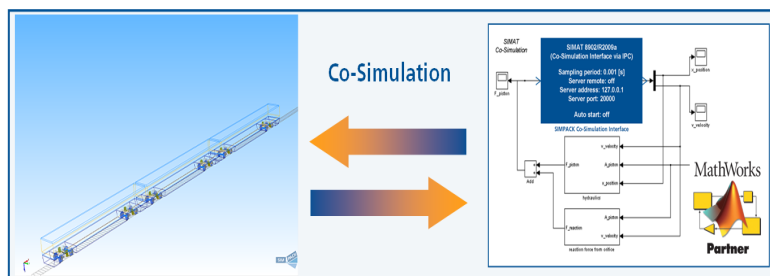 Co-Simulation
SIMAT
Co-Simulation
SIMAT 8902/R2009a
(Co-Simulation Interface via IPC)
Sampling period: 0.001 [s]
Server remote: off
Server address: 127.0.0.1
Server port: 20000
Auto start: off
SIMPACK Co-Simulation Interface
F_piston
x_position
v_velocity
v_velocity
F_piston
A_piston
x_position
hydraulics
Add
A_piston
F_reaction
v_velocity
reaction force from orifice
MathWorks
Partner